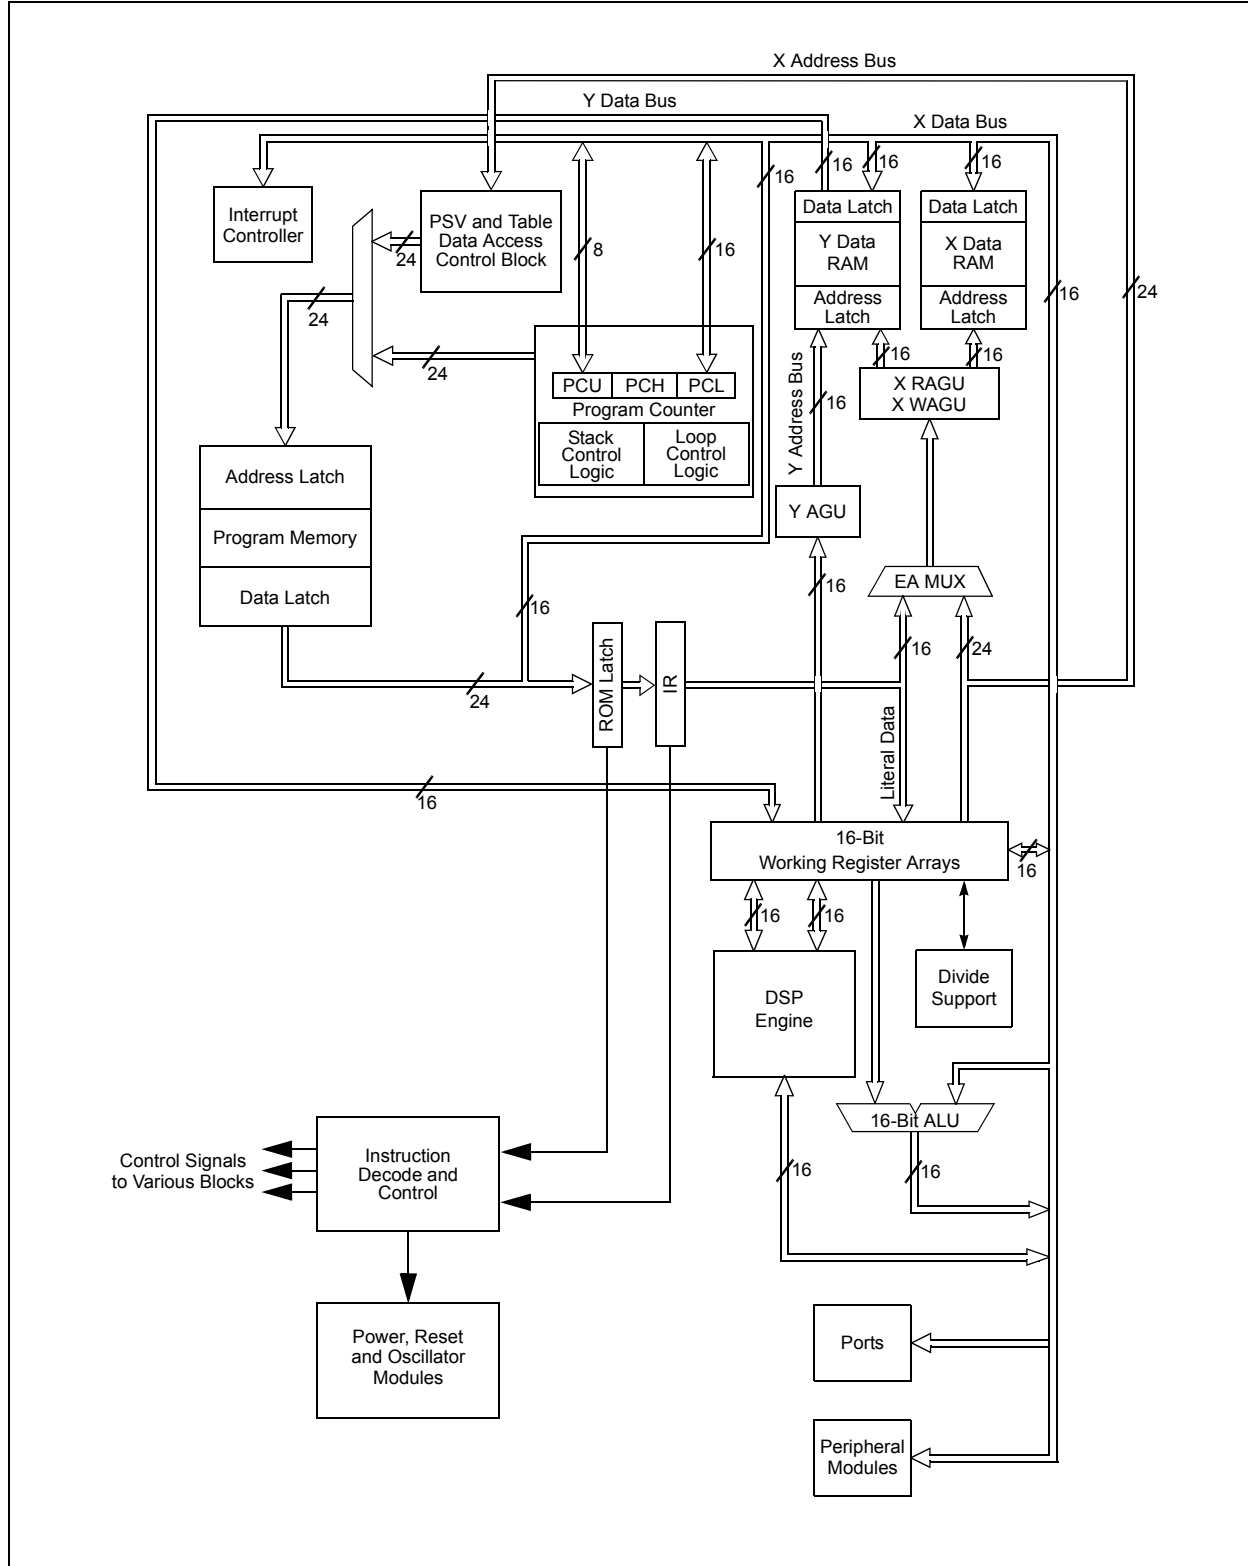 X Address Bus
Y Data Bus
X Data Bus
16
16
16
16
Interrupt
Controller
PSV and Table
Data Access
Control Block
24
8
16
Data Latch
Y Data
RAM
Address
Latch
Data Latch
X Data
RAM
Address
Latch
16
24
24
24
16
16
PCU
PCH
PCL
Program Counter
Stack
Control
Logic
Loop
Control
Logic
Y Address Bus
16
X RAGU
X WAGU
Address Latch
Program Memory
Data Latch
Y AGU
16
EA MUX
16
16
24
24
ROM Latch
IR
Literal Data
16
16-Bit
Working Register Arrays
16
16
16
DSP
Engine
Divide
Support
16-Bit ALU
16
16
Control Signals
to Various Blocks
Instruction
Decode and
Control
Power, Reset
and Oscillator
Modules
Ports
Peripheral
Modules